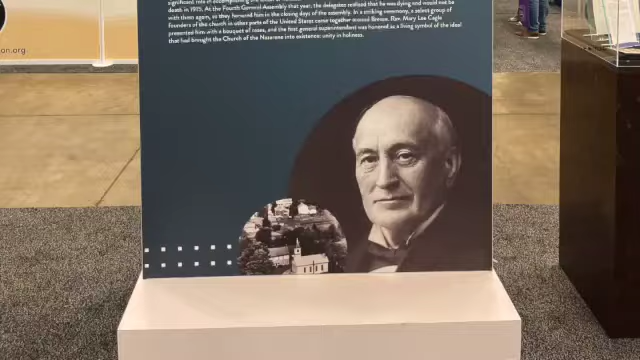 significant role in
death in 1915. At the Fourth General Assembly that year, the delegates realized that he was dying and would not be
with them again, so they honored him in the closing days of the assembly. In a striking ceremony, a select group of
founders of the church in other parts of the United States came together around Bresee. Rev. Mary Lee Cagle
presented him with a bouquet of roses, and the first general superintendent was honored as a living symbol of the ideal
that had brought the Church of the Nazarene into existence: unity in holiness.
on.org.